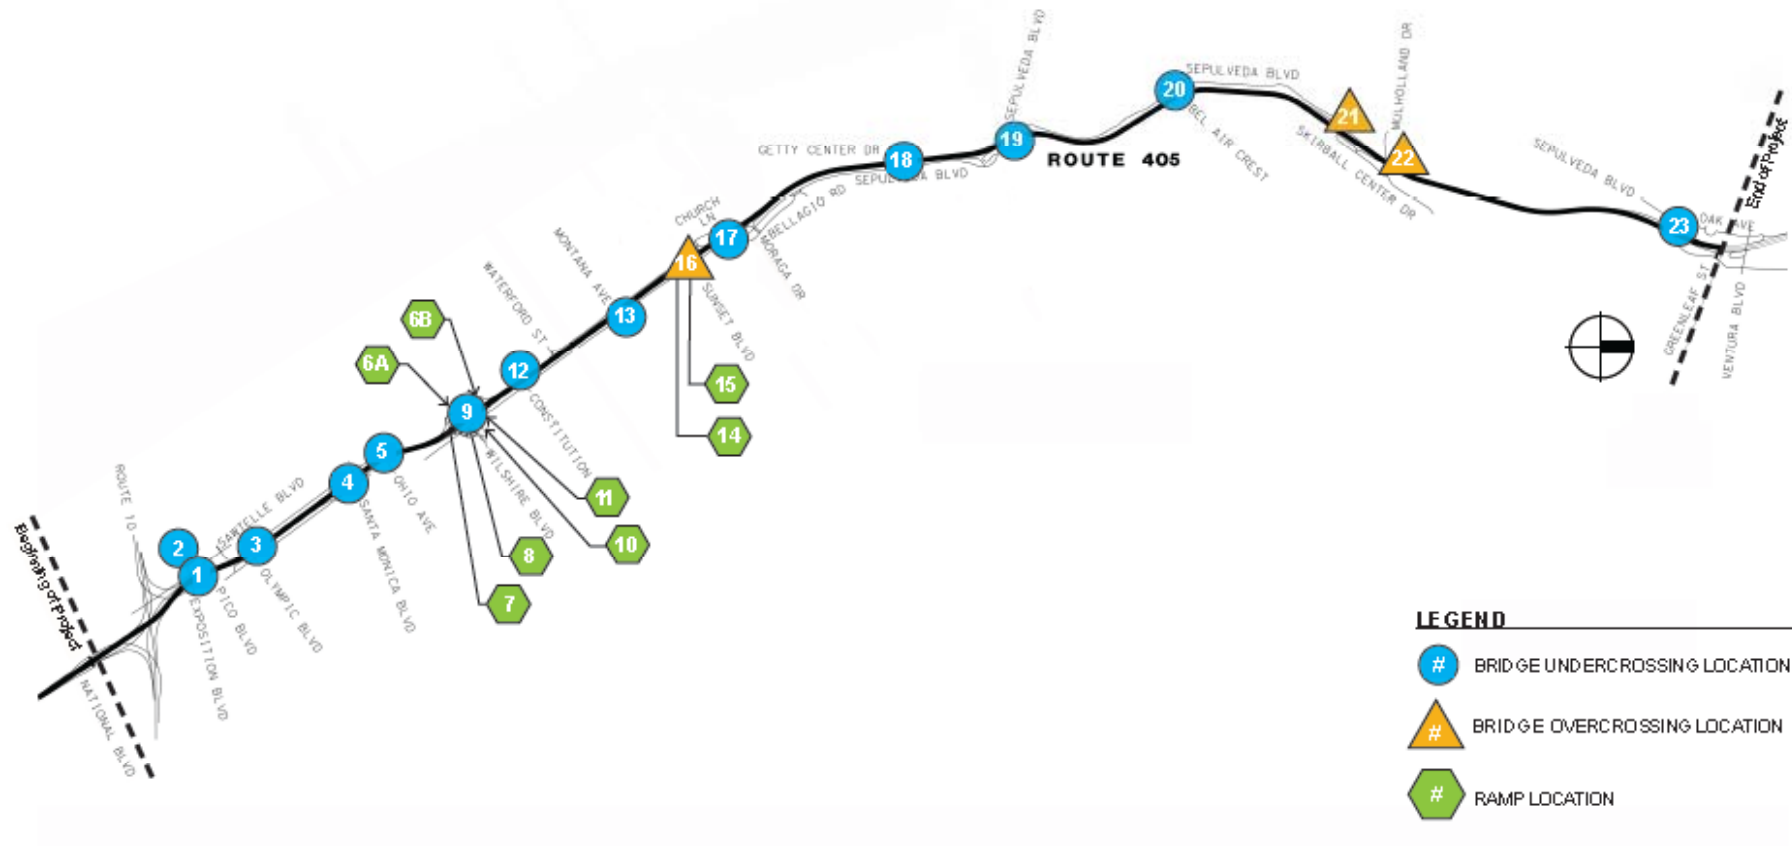 SEPULVEDA BLVD
MULHOLLAND DR
20
SEPULVEDA BLVD
21
BEL AIR CREST
SKIRBALL CENTER DR
22
19
ROUTE 405
GETTY CENTER DR
18
SEPULVEDA BLVD
SEPULVEDA BLVD
23
OAK AVE
End of Project
GREENLEAF ST
VENTURA BLVD
CHURCH
LN
BELLAGIO RD
17
MORAGA DR
16
SUNSET BLVD
MONTANA AVE
13
WATERFORD ST
15
14
6B
6A
12
CONSTITUTION
9
WILSHIRE BLVD
11
10
8
7
5
OHIO AVE
4
SANTA MONICA BLVD
SAWTELLE BLVD
3
OLYMPIC BLVD
ROUTE 10
2
1
PICO BLVD
EXPOSITION BLVD
Beginning of Project
NATIONAL BLVD
LEGEND
# BRIDGE UNDERCROSSING LOCATION
# BRIDGE OVERCROSSING LOCATION
# RAMP LOCATION